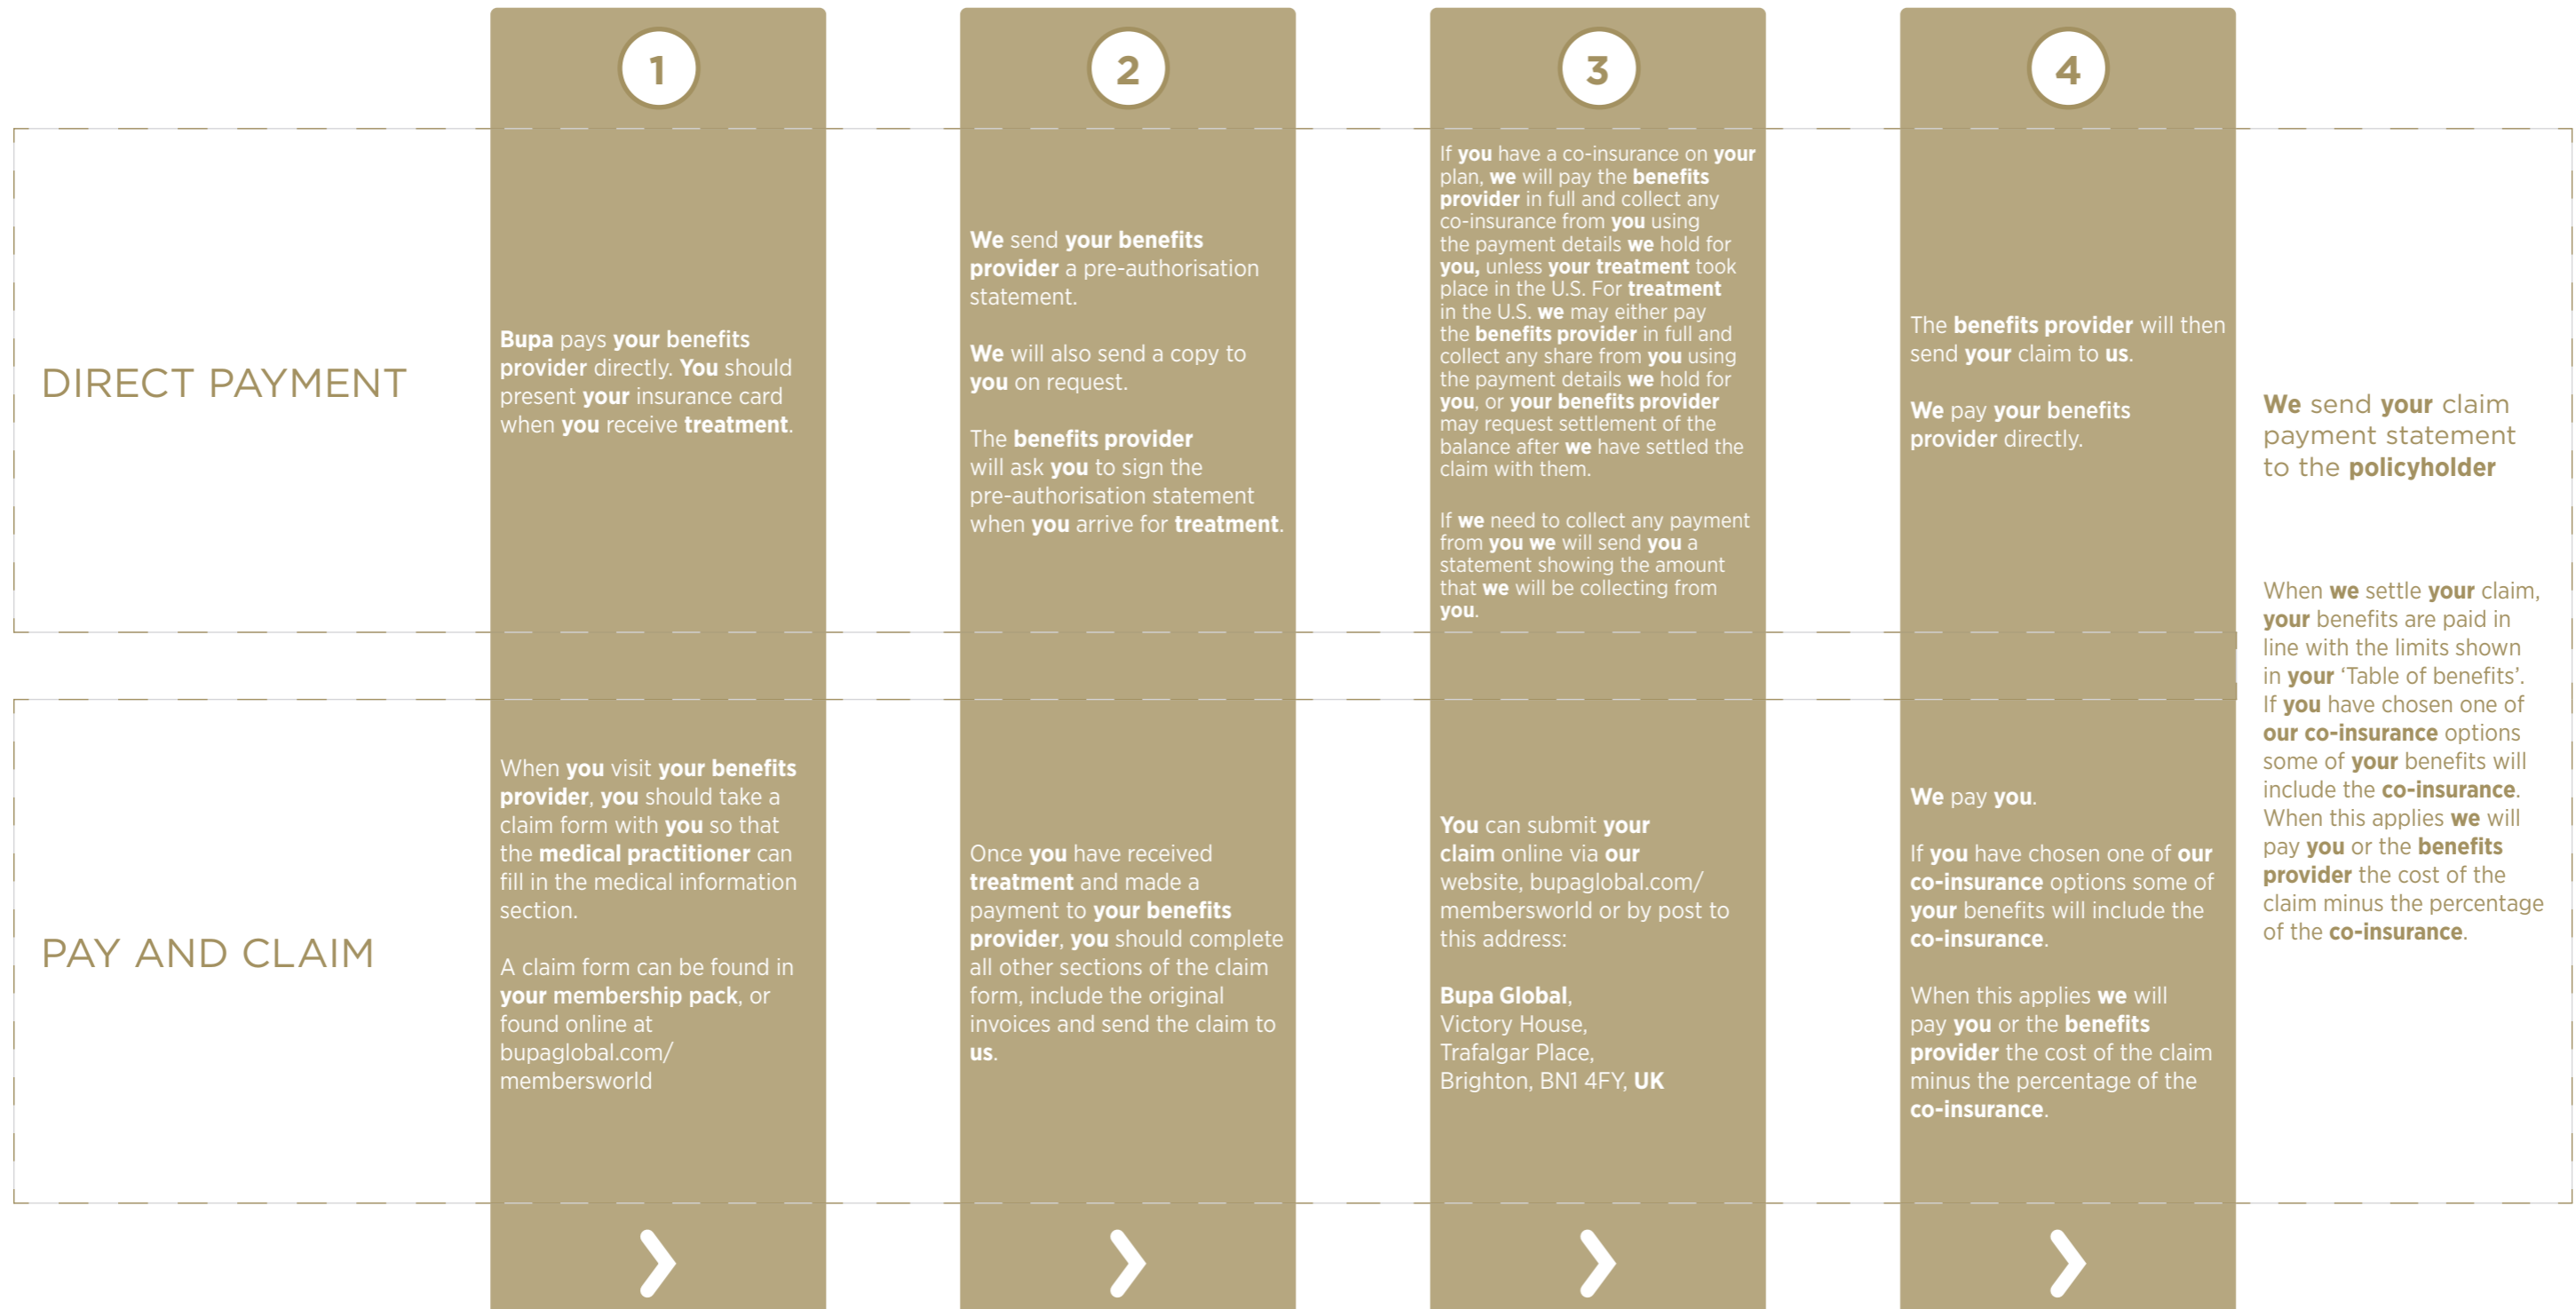 1
2
3
4
DIRECT PAYMENT
Bupa pays your benefits
provider directly. You should
present your insurance card
when you receive treatment.
We send your benefits
provider a pre-authorisation
statement.
We will also send a copy to
you on request.
The benefits provider
will ask you to sign the
pre-authorisation statement
when you arrive for treatment.
If you have a co-insurance on your
plan, we will pay the benefits
provider in full and collect any
co-insurance from you using
the payment details we hold for
you, unless your treatment took
place in the U.S. For treatment
in the U.S. we may either pay
the benefits provider in full and
collect any share from you using
the payment details we hold for
you, or your benefits provider
may request settlement of the
balance after we have settled the
claim with them.
If we need to collect any payment
from you we will send you a
statement showing the amount
that we will be collecting from
you.
The benefits provider will then
send your claim to us.
We pay your benefits
provider directly.
PAY AND CLAIM
When you visit your benefits
provider, you should take a
claim form with you so that
the medical practitioner can
fill in the medical information
section.
A claim form can be found in
your membership pack, or
found online at
bupaglobal.com/
membersworld
Once you have received
treatment and made a
payment to your benefits
provider, you should complete
all other sections of the claim
form, include the original
invoices and send the claim to
us.
You can submit your
claim online via our
website, bupaglobal.com/
membersworld or by post to
this address:
Bupa Global,
Victory House,
Trafalgar Place,
Brighton, BN1 4FY, UK
We pay you.
If you have chosen one of our
co-insurance options some of
your benefits will include the
co-insurance.
When this applies we will
pay you or the benefits
provider the cost of the claim
minus the percentage of the
co-insurance.
We send your claim
payment statement
to the policyholder
When we settle your claim,
your benefits are paid in
line with the limits shown
in your ‘Table of benefits’.
If you have chosen one of
our co-insurance options
some of your benefits will
include the co-insurance.
When this applies we will
pay you or the benefits
provider the cost of the
claim minus the percentage
of the co-insurance.